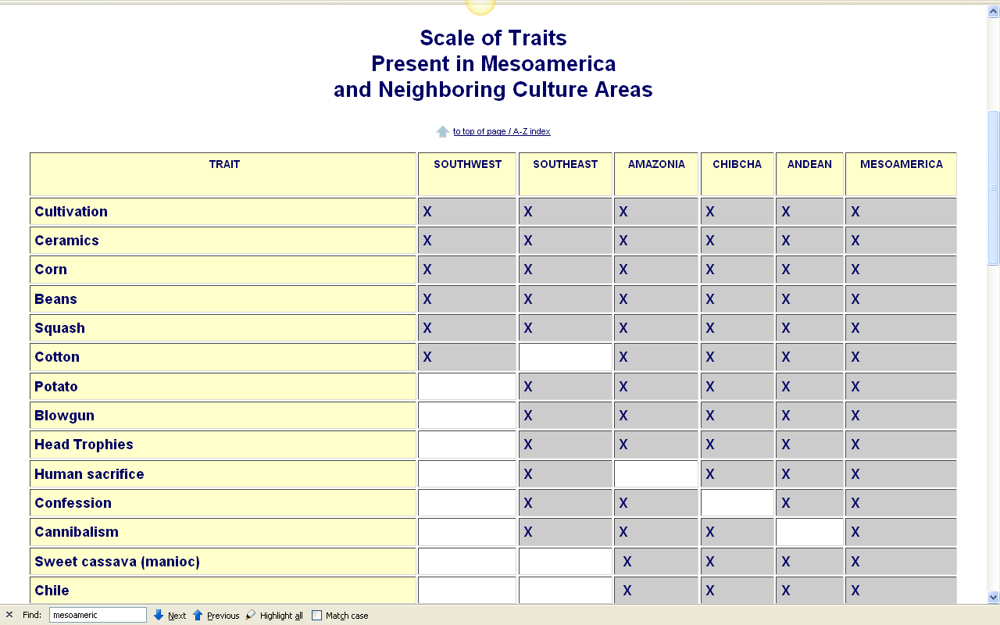 Scale of Traits
Present in Mesoamerica
and Neighboring Culture Areas
to top of page / A-Z index
TRAIT SOUTHWEST SOUTHEAST AMAZONIA CHIBCHA ANDEAN MESOAMERICA
Cultivation X X X X X X
Ceramics X X X X X X
Corn X X X X X X
Beans X X X X X X
Squash X X X X X X
Cotton X X X X X
Potato X X X X X
Blowgun X X X X X
Head Trophies X X X X X
Human sacrifice X X X X
Confession X X X X
Cannibalism X X X X
Sweet cassava (manioc) X X X X
Chile X X X X
Find: mesoameric Next Previous Highlight all Match case